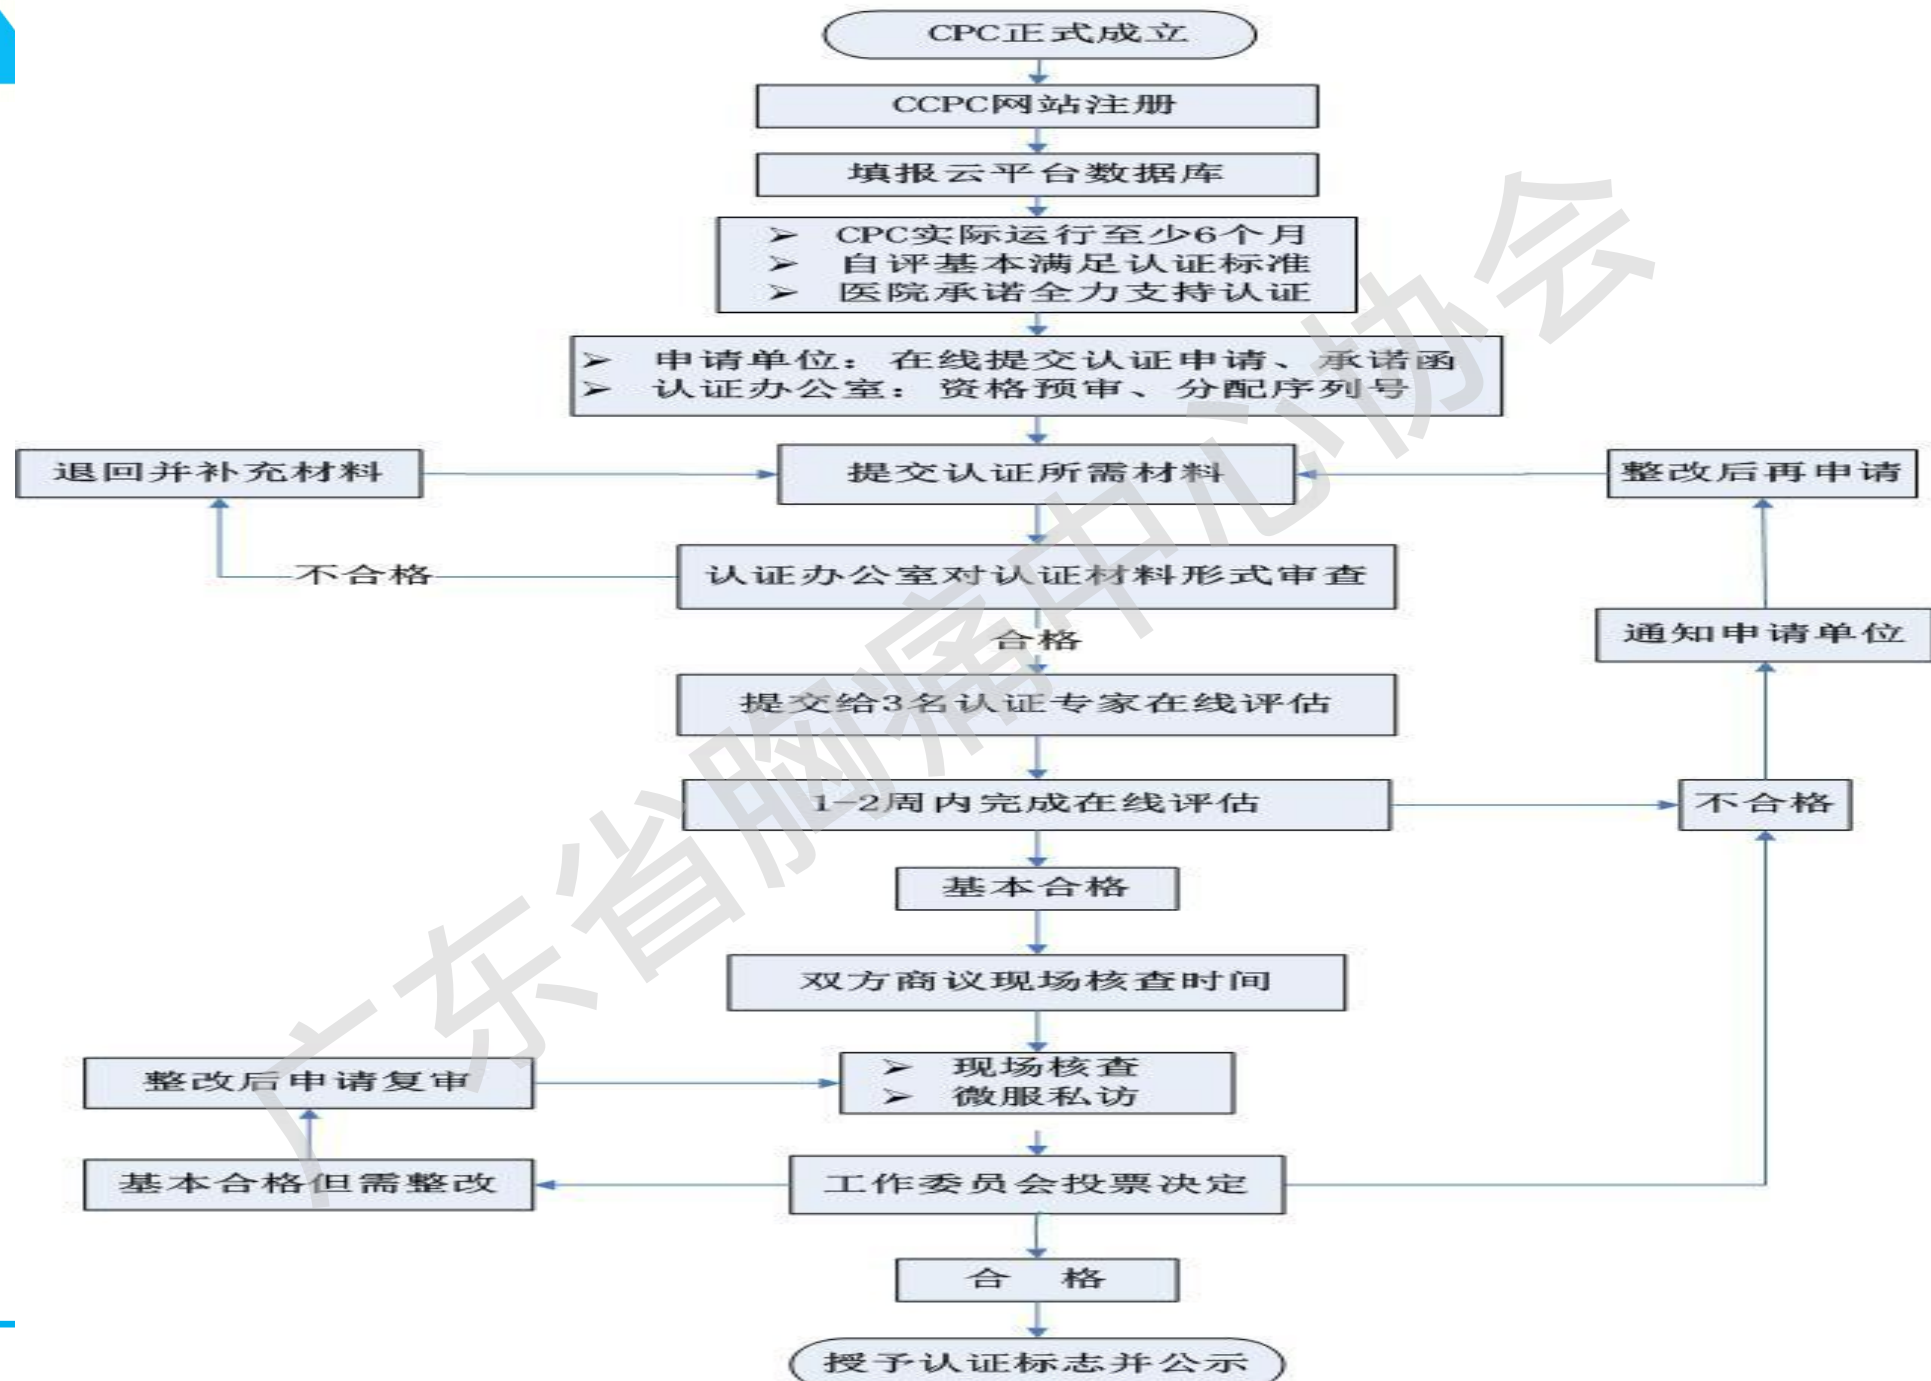 CPC正式成立
CCPC网站注册
填报云平台数据库
➢ CPC实际运行至少6个月
➢ 自评基本满足认证标准
➢ 医院承诺全力支持认证
➢ 申请单位：在线提交认证申请、承诺函
➢ 认证办公室：资格预审、分配序列号
退回并补充材料
提交认证所需材料
整改后再申请
不合格
认证办公室对认证材料形式审查
合格
通知申请单位
提交给3名认证专家在线评估
1-2周内完成在线评估
不合格
基本合格
双方商议现场核查时间
整改后申请复审
➢ 现场核查
➢ 微服私访
基本合格但需整改
工作委员会投票决定
合 格
授予认证标志并公示
广东省胸痛中心协会